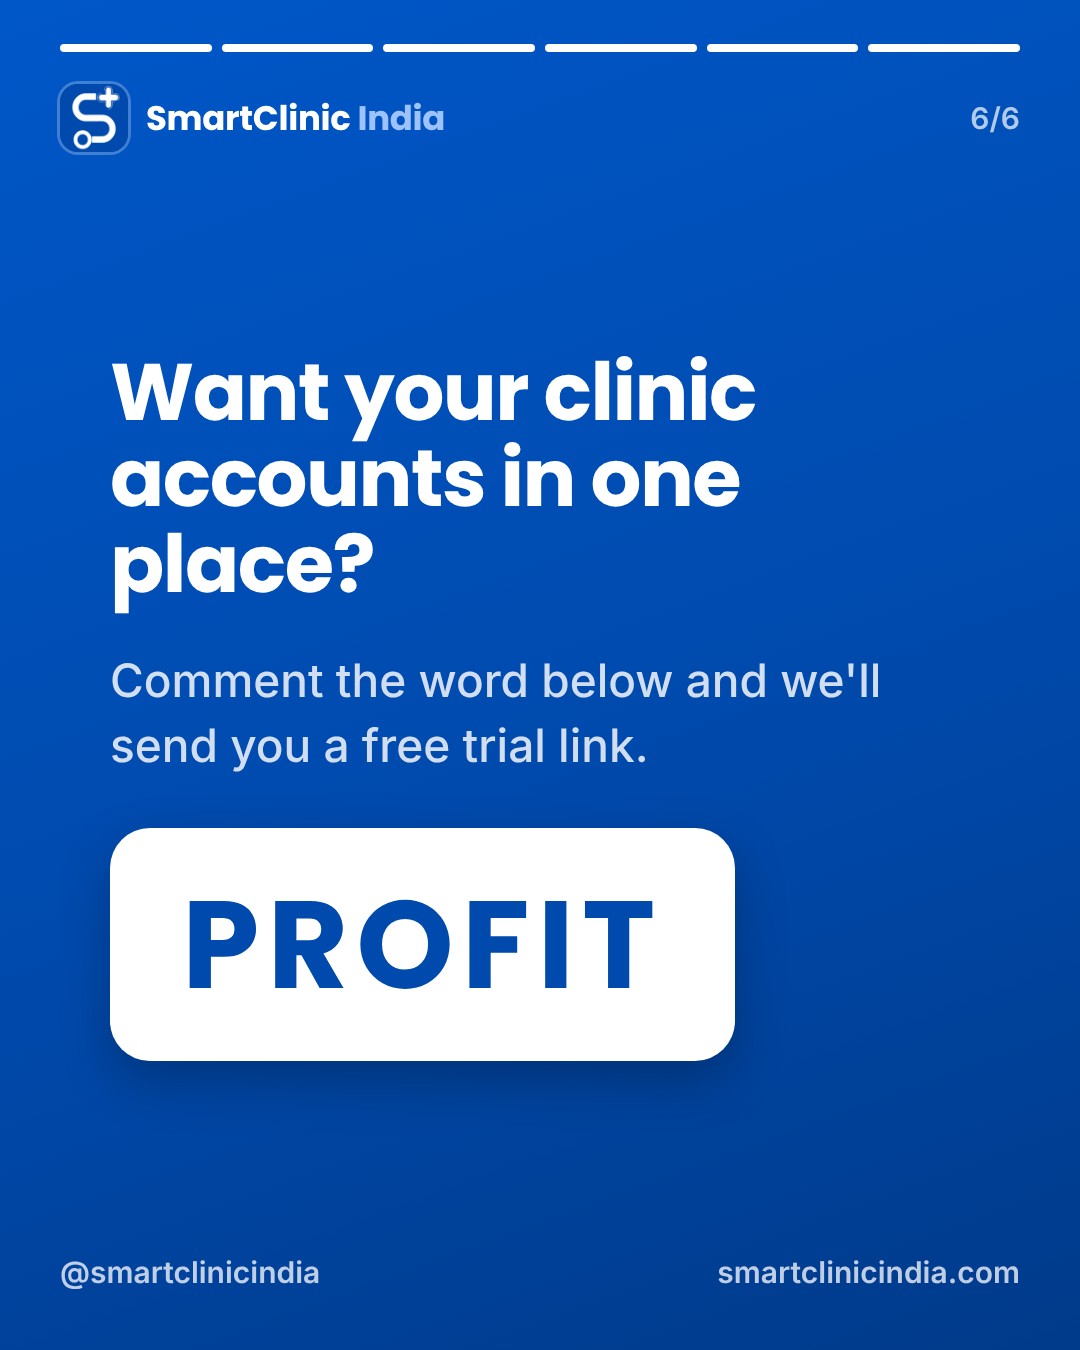 SmartClinic India
6/6
Want your clinic
accounts in one
place?
Comment the word below and we'll
send you a free trial link.
PROFIT
@smartclinicindia
smartclinicindia.com